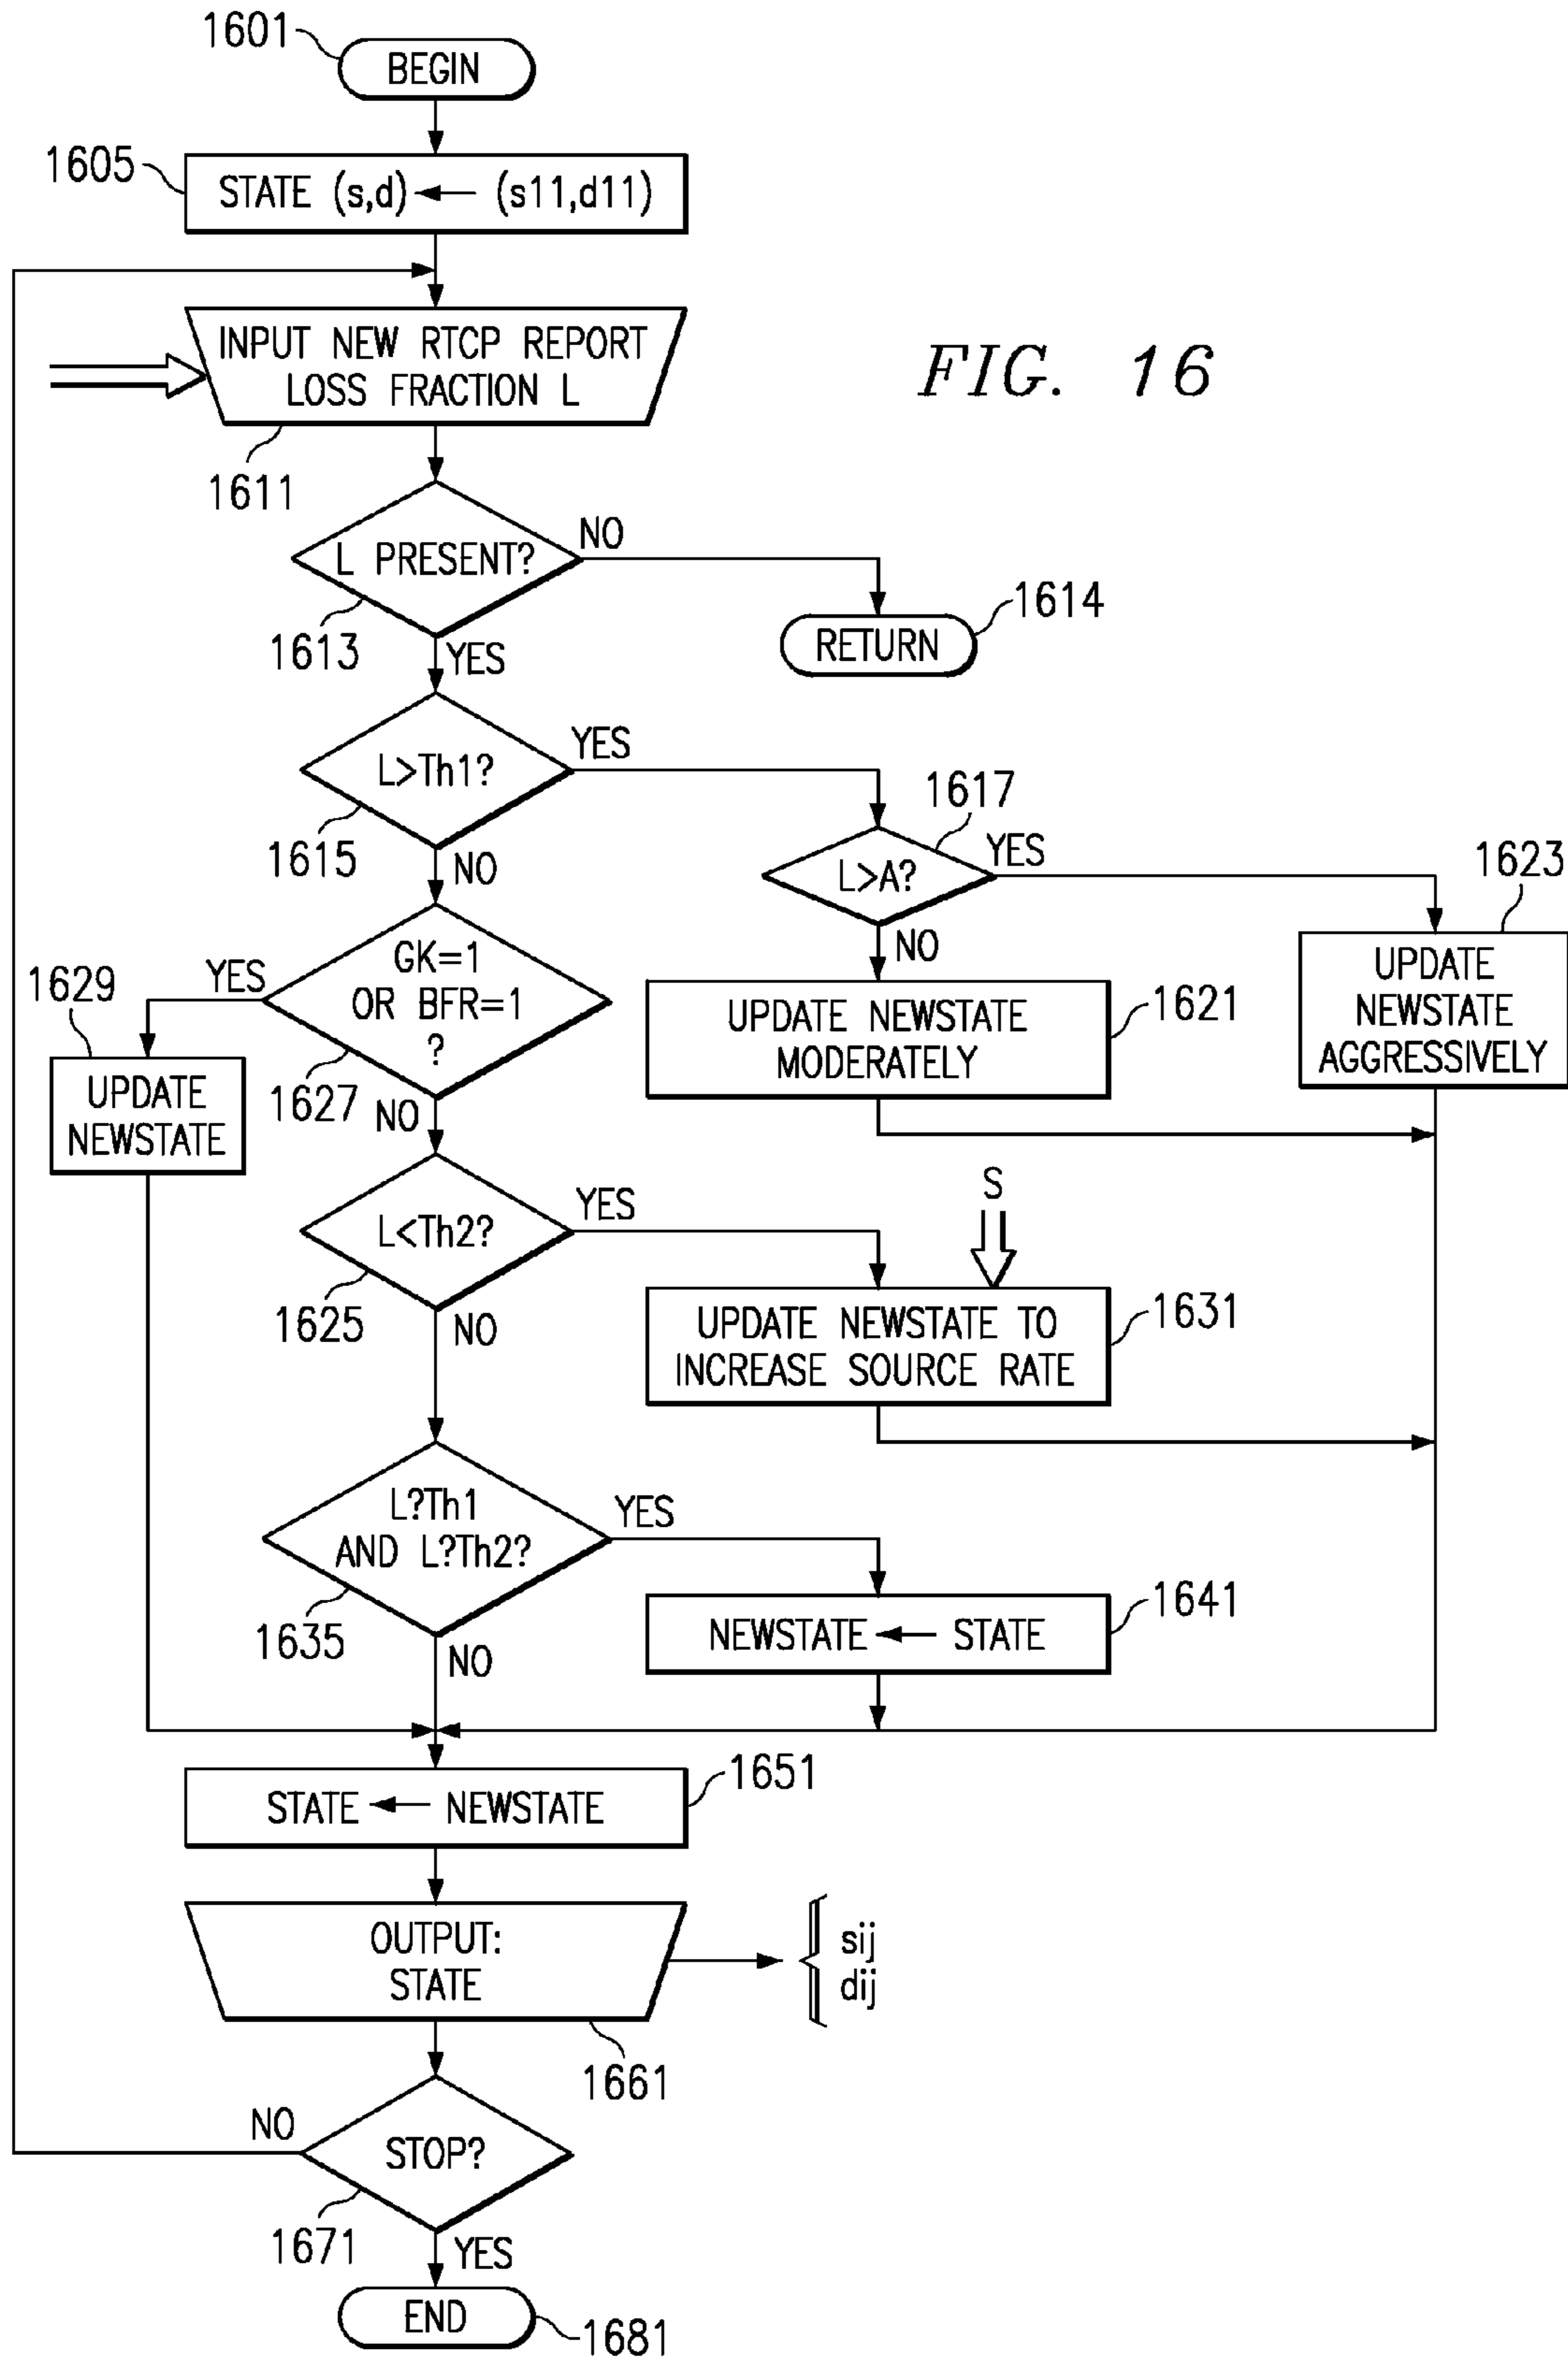 1601
BEGIN
1605
STATE (s,d) ← (s11,d11)
INPUT NEW RTCP REPORT
LOSS FRACTION L
FIG. 16
1611
L PRESENT?
NO
1613
YES
1614
RETURN
L>Th1?
YES
1615
NO
1617
L>A?
YES
NO
1623
UPDATE
NEWSTATE
AGGRESSIVELY
GK=1
OR BFR=1
?
YES
1627
NO
1629
UPDATE
NEWSTATE
UPDATE NEWSTATE
MODERATELY
1621
L<Th2?
YES
1625
NO
S
UPDATE NEWSTATE TO
INCREASE SOURCE RATE
1631
L?Th1
AND L?Th2?
YES
1635
NO
NEWSTATE ← STATE
1641
STATE ← NEWSTATE
1651
OUTPUT:
STATE
sij
dij
1661
STOP?
NO
1671
YES
END
1681